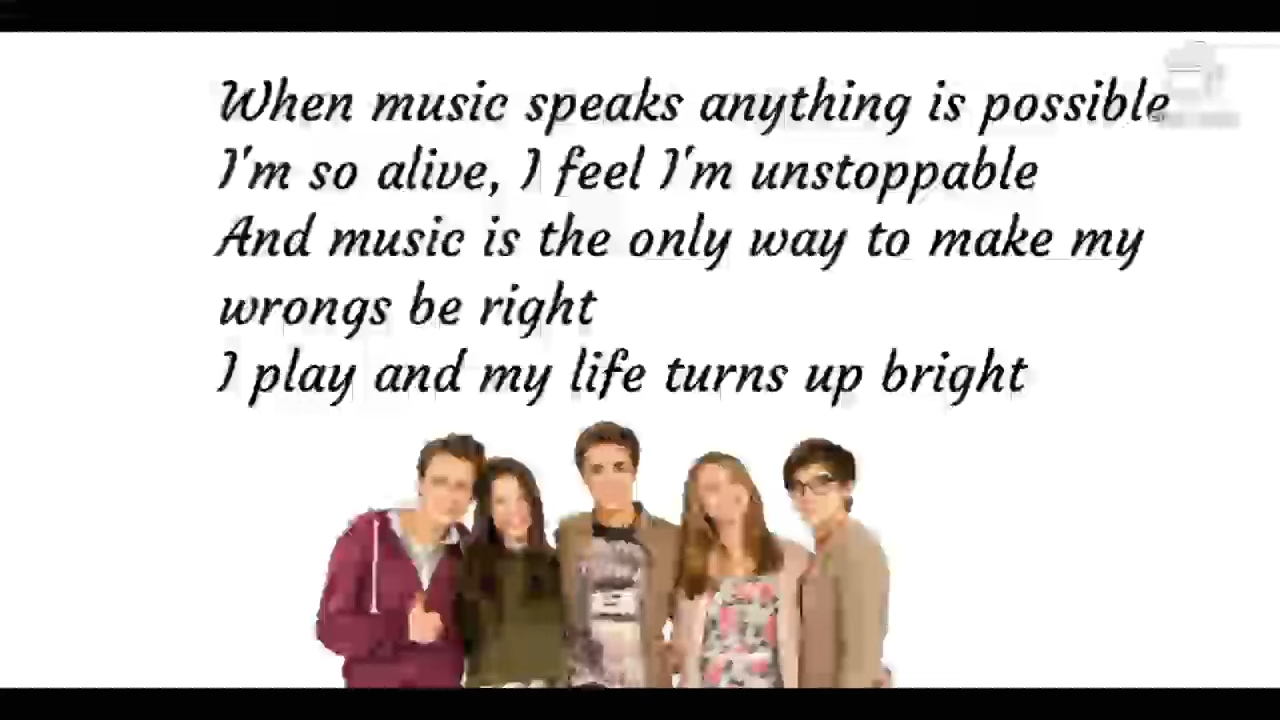 When music speaks anything is possible
I'm so alive, I feel I'm unstoppable
And music is the only way to make my
wrongs be right
I play and my life turns up bright